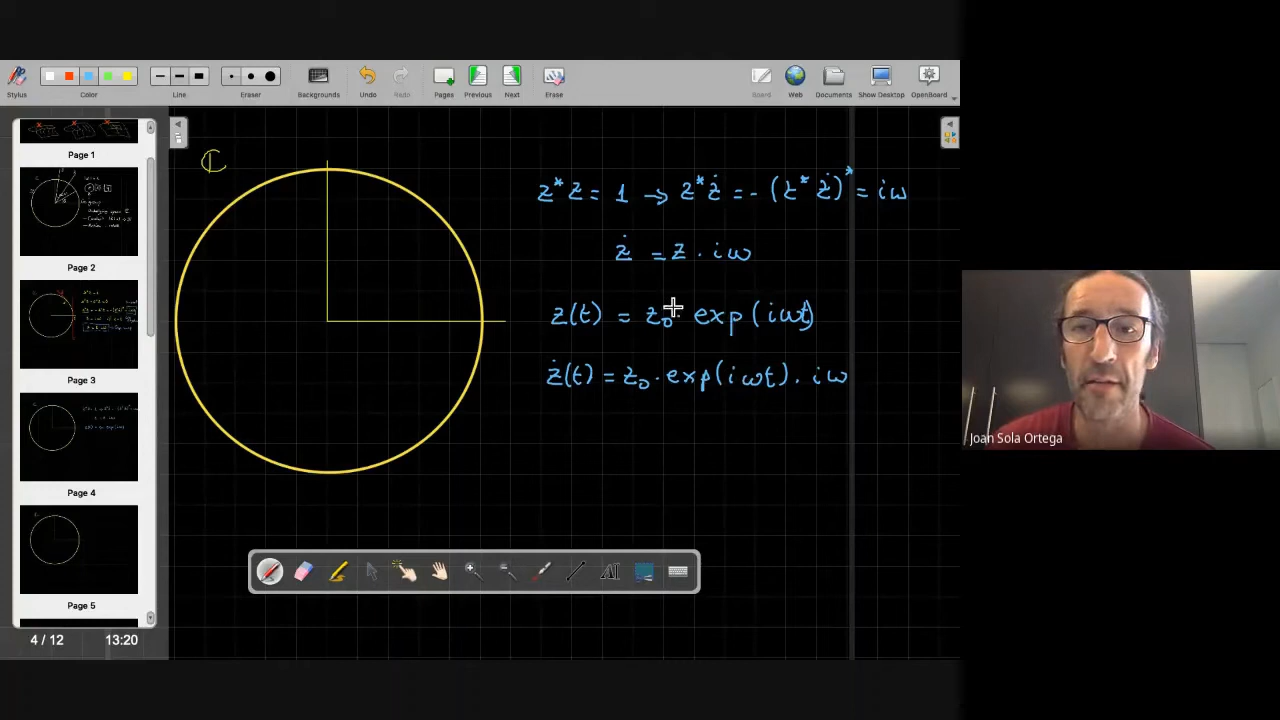 Stylus
Color
Line
Eraser
Backgrounds
Undo
Redo
Pages
Previous
Next
Erase
Board
Web
Documents
Show Desktop
OpenBoard
Page 1
Page 2
Page 3
Page 4
Page 5
4 / 12
13:20
ℂ
z* z = 1 → z* ż = - (z* ż)* = iω
ż = z · iω
z(t) = z₀ · exp(iωt)
ż(t) = z₀ · exp(iωt) · iω
AI
Joan Sola Ortega